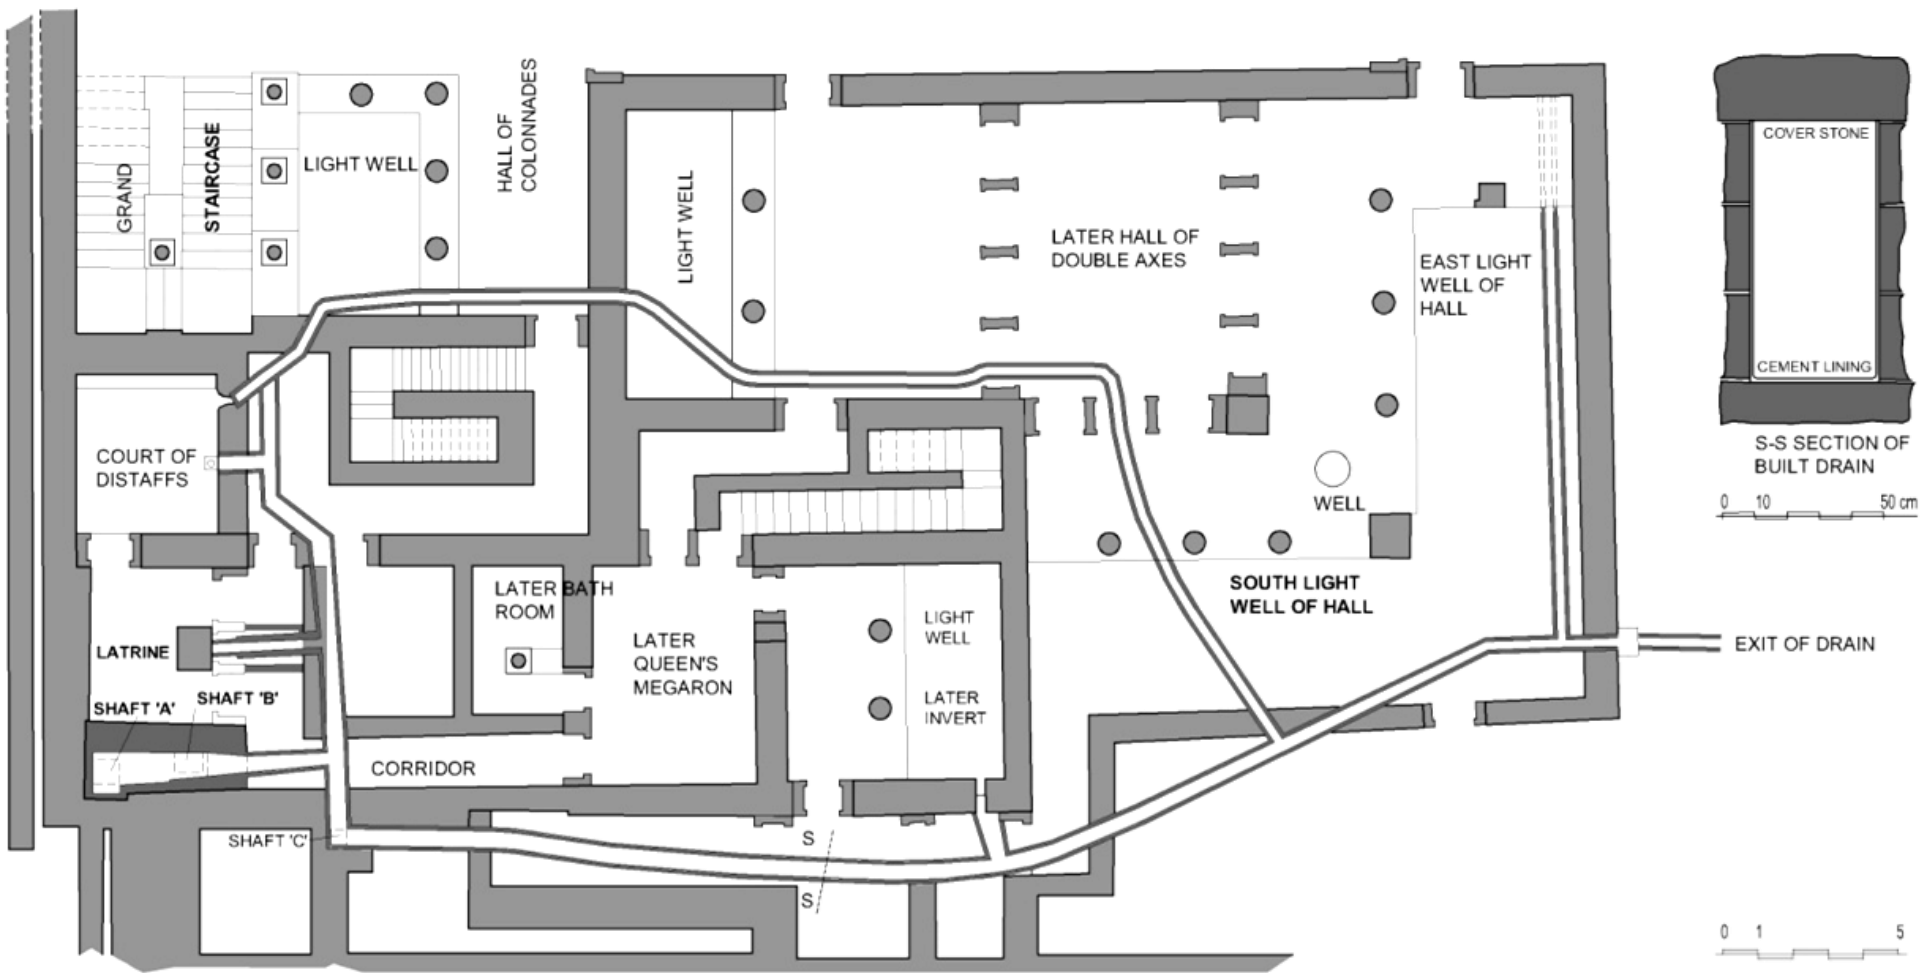 GRAND
STAIRCASE
LIGHT WELL
HALL OF
COLONNADES
LIGHT WELL
LATER HALL OF
DOUBLE AXES
EAST LIGHT
WELL OF
HALL
COVER STONE
CEMENT LINING
S-S SECTION OF
BUILT DRAIN
0 10 50 cm
COURT OF
DISTAFFS
WELL
LATER BATH
ROOM
SOUTH LIGHT
WELL OF HALL
LIGHT
WELL
LATRINE
LATER
QUEEN'S
MEGARON
EXIT OF DRAIN
SHAFT 'A'
SHAFT 'B'
LATER
INVERT
CORRIDOR
SHAFT 'C'
S
S
0 1 5